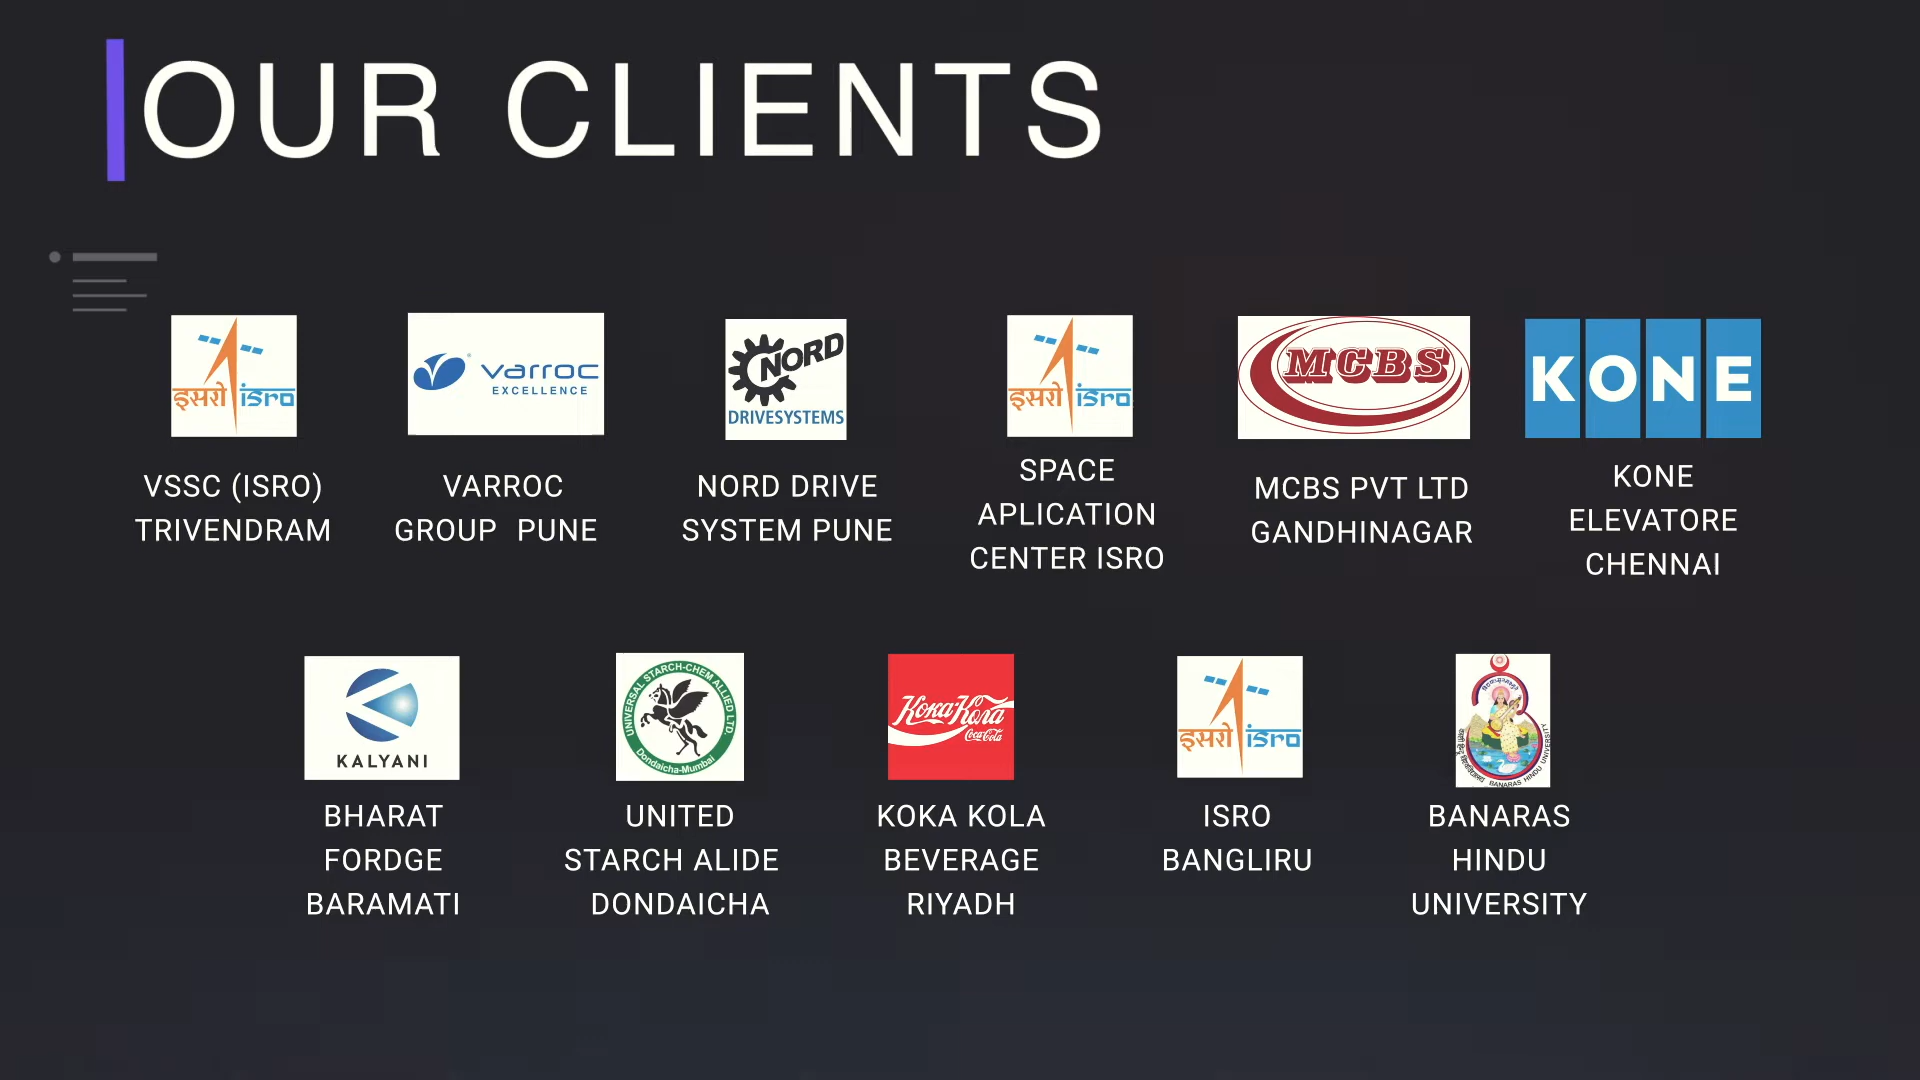 OUR CLIENTS
इसरो isro
varroc
EXCELLENCE
NORD
DRIVESYSTEMS
इसरो isro
MCBS
KONE
VSSC (ISRO)
TRIVENDRAM
VARROC
GROUP PUNE
NORD DRIVE
SYSTEM PUNE
SPACE
APLICATION
CENTER ISRO
MCBS PVT LTD
GANDHINAGAR
KONE
ELEVATORE
CHENNAI
KALYANI
UNIVERSAL STARCH-CHEM ALLIED LTD.
Dondaicha-Mumbai
Koka-Kola
Coca-Cola
इसरो isro
BANARAS HINDU UNIVERSITY
BHARAT
FORDGE
BARAMATI
UNITED
STARCH ALIDE
DONDAICHA
KOKA KOLA
BEVERAGE
RIYADH
ISRO
BANGLIRU
BANARAS
HINDU
UNIVERSITY